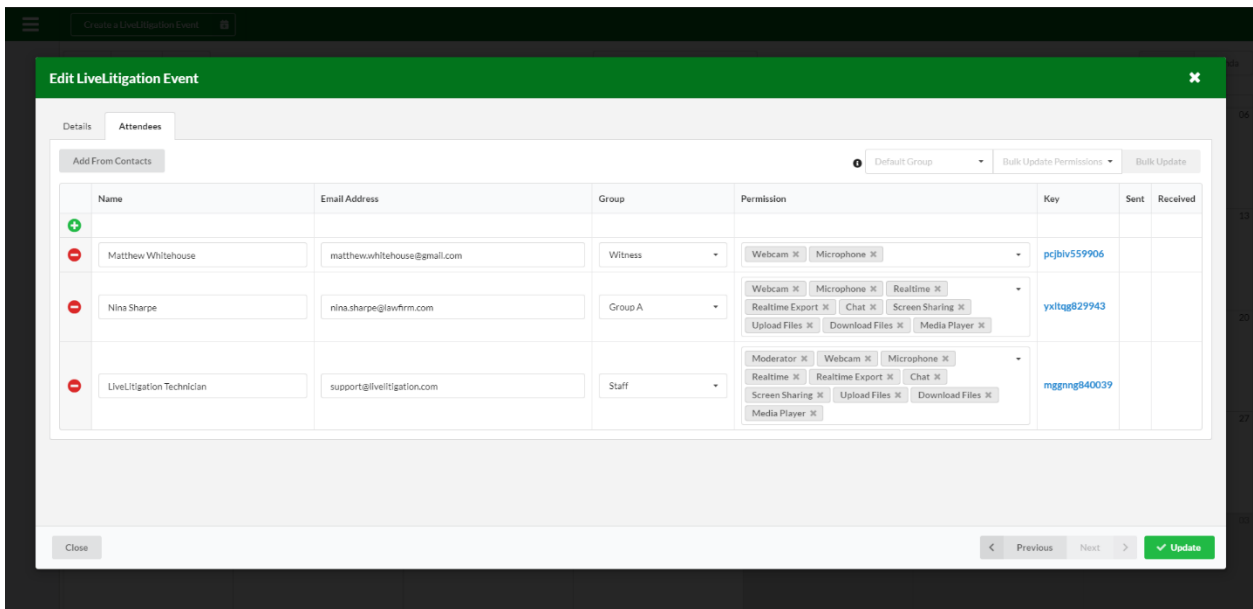 Create a LiveLitigation Event
Edit LiveLitigation Event
Details Attendees
06
Add From Contacts Default Group Bulk Update Permissions Bulk Update
Name Email Address Group Permission Key Sent Received
13
Matthew Whitehouse matthew.whitehouse@gmail.com Witness Webcam Microphone pcjbiv559906
Webcam Microphone Realtime
Nina Sharpe nina.sharpe@lawfirm.com Group A Realtime Export Chat Screen Sharing yxltqg829943
Upload Files Download Files Media Player
20
Moderator Webcam Microphone
LiveLitigation Technician support@livelitigation.com Staff Realtime Realtime Export Chat mggnng840039
Screen Sharing Upload Files Download Files
Media Player
27
Close Previous Next Update